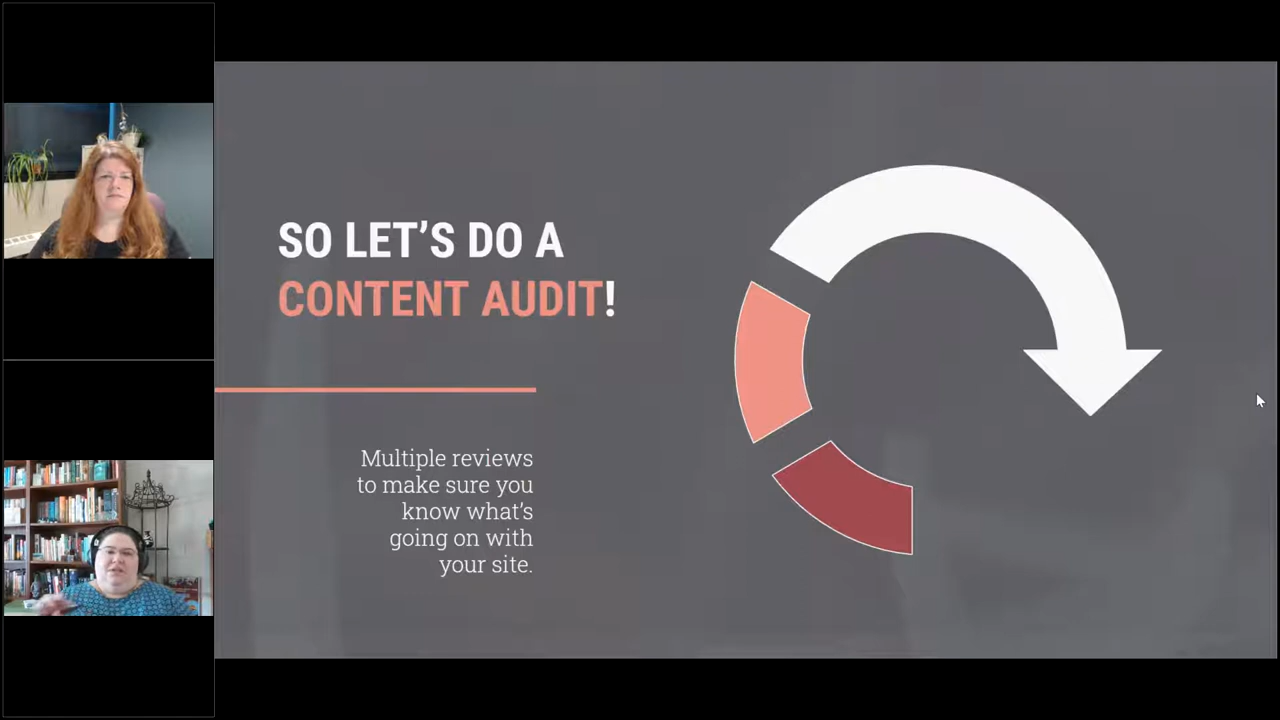 SO LET’S DO A
CONTENT AUDIT!
Multiple reviews
to make sure you
know what’s
going on with
your site.